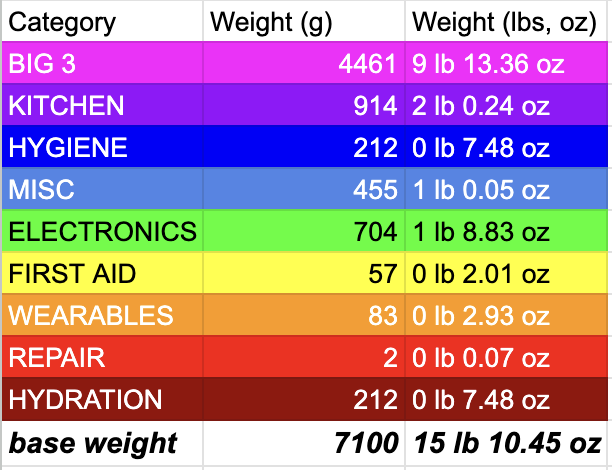 Category Weight (g) Weight (lbs, oz)
BIG 3 4461 9 lb 13.36 oz
KITCHEN 914 2 lb 0.24 oz
HYGIENE 212 0 lb 7.48 oz
MISC 455 1 lb 0.05 oz
ELECTRONICS 704 1 lb 8.83 oz
FIRST AID 57 0 lb 2.01 oz
WEARABLES 83 0 lb 2.93 oz
REPAIR 2 0 lb 0.07 oz
HYDRATION 212 0 lb 7.48 oz
base weight 7100 15 lb 10.45 oz